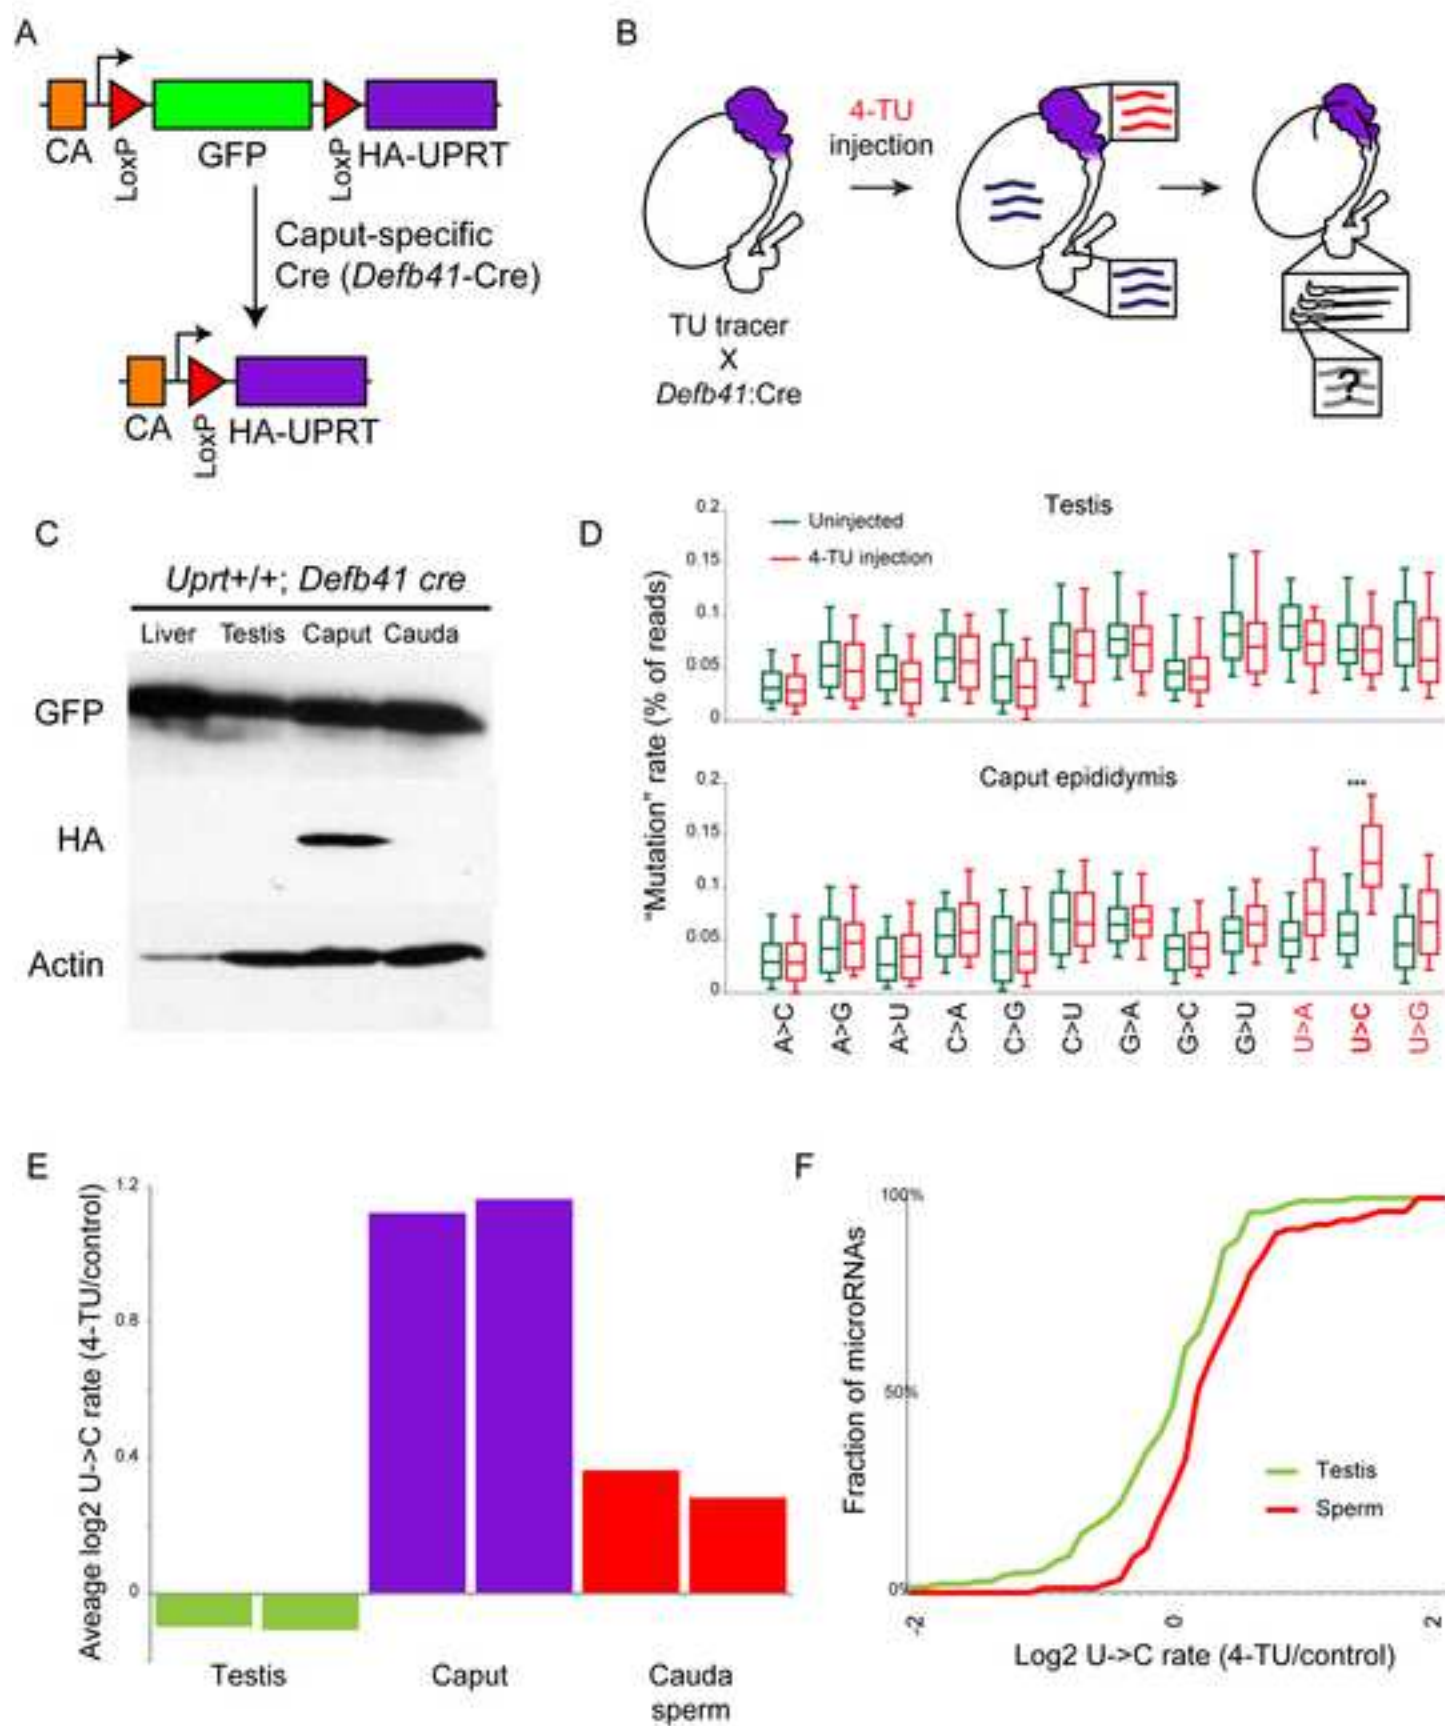 A
CA
LoxP
GFP
LoxP
HA-UPRT
Caput-specific
Cre (Defb41-Cre)
CA
LoxP
HA-UPRT
B
TU tracer
X
Defb41:Cre
4-TU
injection
?
C
Uprt+/+; Defb41 cre
Liver Testis Caput Cauda
GFP
HA
Actin
D
"Mutation" rate (% of reads)
Testis
Uninjected
4-TU injection
0.2
0.15
0.1
0.05
0
Caput epididymis
***
0.2
0.15
0.1
0.05
0
A>C
A>G
A>U
C>A
C>G
C>U
G>A
G>C
G>U
U>A
U>C
U>G
E
Aveage log2 U->C rate (4-TU/control)
1.2
0.8
0.4
0
Testis
Caput
Cauda
sperm
F
Fraction of microRNAs
100%
50%
0%
Testis
Sperm
-2
0
2
Log2 U->C rate (4-TU/control)